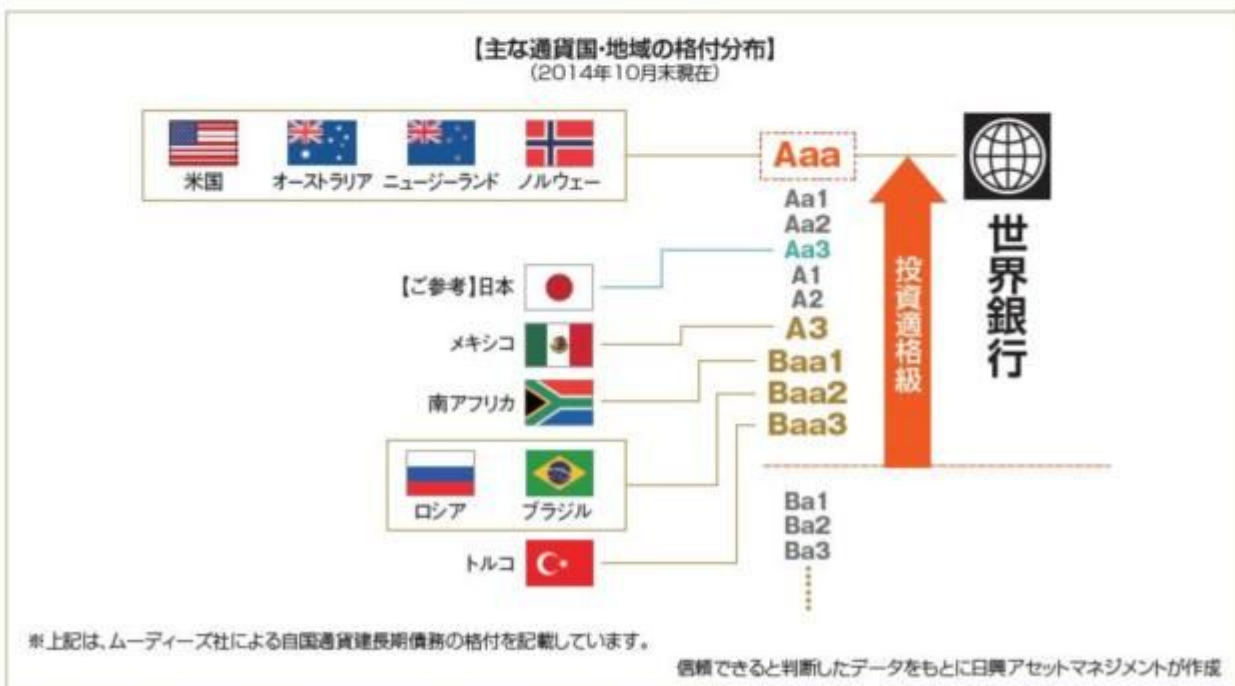 【主な通貨国・地域の格付分布】
(2014年10月末現在)
米国
オーストラリア
ニュージーランド
ノルウェー
Aaa
Aa1
Aa2
Aa3
A1
A2
A3
Baa1
Baa2
Baa3
Ba1
Ba2
Ba3
投資適格級
世界銀行
【ご参考】日本
メキシコ
南アフリカ
ロシア
ブラジル
トルコ
※上記は、ムーディーズ社による自国通貨建長期債務の格付を記載しています。
信頼できると判断したデータをもとに日興アセットマネジメントが作成